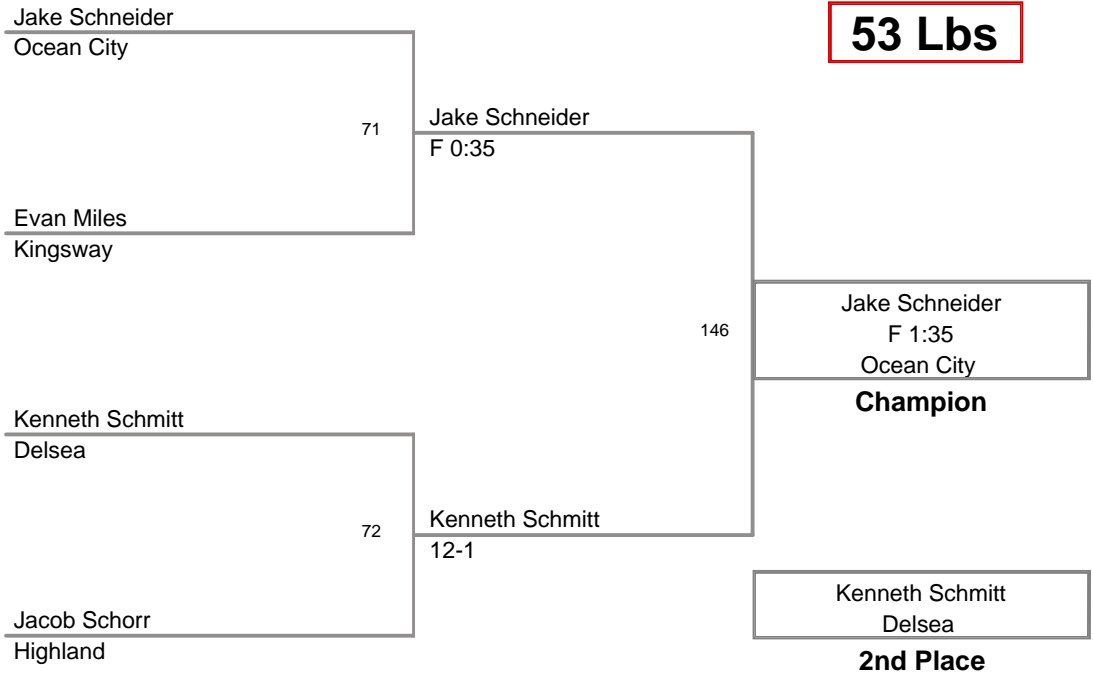 Jake Schneider
Ocean City
53 Lbs
71
Jake Schneider
F 0:35
Evan Miles
Kingsway
146
Jake Schneider
F 1:35
Ocean City
Champion
Kenneth Schmitt
Delsea
72
Kenneth Schmitt
12-1
Jacob Schorr
Highland
Kenneth Schmitt
Delsea
2nd Place